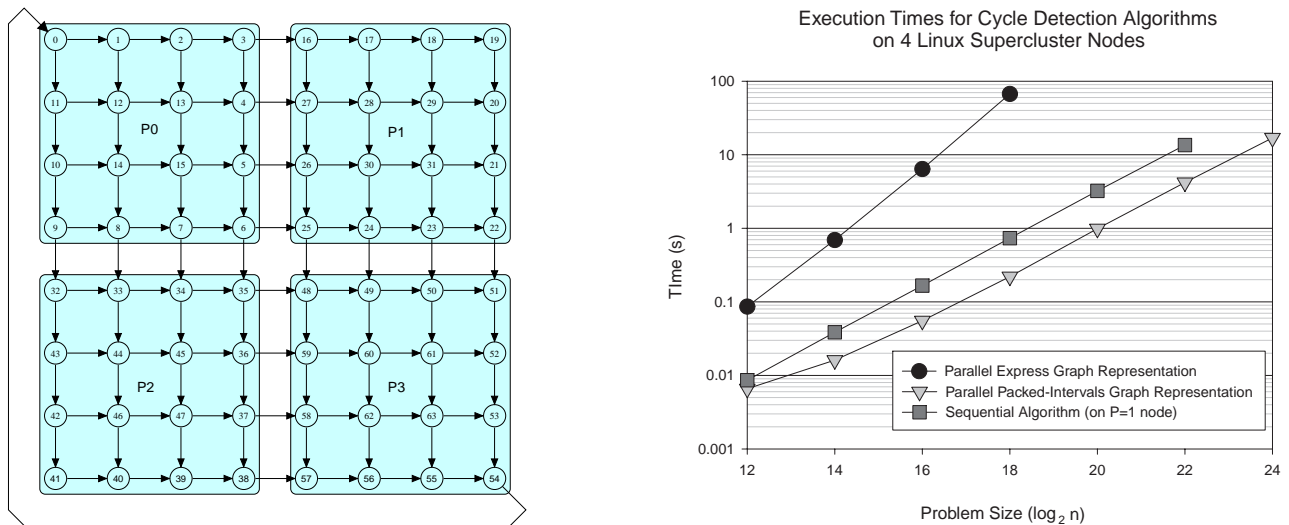 0 1 2 3 16 17 18 19
11 12 13 4 27 28 29 20
P0 P1
10 14 15 5 26 30 31 21
9 8 7 6 25 24 23 22
32 33 34 35 48 49 50 51
43 44 45 36 59 60 61 52
P2 P3
42 46 47 37 58 62 63 53
41 40 39 38 57 56 55 54
Execution Times for Cycle Detection Algorithms
on 4 Linux Supercluster Nodes
100
10
1
0.1
0.01
0.001
TIme (s)
Parallel Express Graph Representation
Parallel Packed-Intervals Graph Representation
Sequential Algorithm (on P=1 node)
12 14 16 18 20 22 24
Problem Size (log2 n)